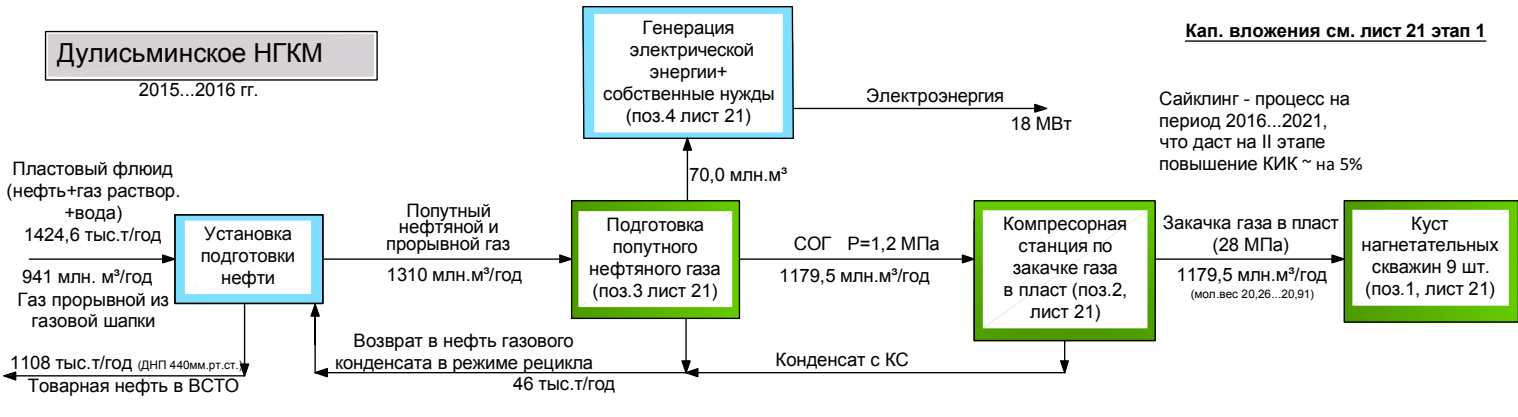 Дулисьминское НГКМ
2015...2016 гг.
Генерация
электрической
энергии+
собственные нужды
(поз.4 лист 21)
Электроэнергия
18 МВт
Кап. вложения см. лист 21 этап 1
Сайклинг - процесс на
период 2016...2021,
что даст на II этапе
повышение КИК ~ на 5%
70,0 млн.м³
Пластовый флюид
(нефть+газ раствор.
+вода)
1424,6 тыс.т/год
941 млн. м³/год
Газ прорывной из
газовой шапки
Установка
подготовки
нефти
Попутный
нефтяной и
прорывной газ
1310 млн.м³/год
Подготовка
попутного
нефтяного газа
(поз.3 лист 21)
СОГ P=1,2 МПа
1179,5 млн.м³/год
Компресорная
станция по
закачке газа
в пласт (поз.2,
лист 21)
Закачка газа в пласт
(28 МПа)
1179,5 млн.м³/год
(мол.вес 20,26...20,91)
Куст
нагнетательных
скважин 9 шт.
(поз.1, лист 21)
1108 тыс.т/год (ДНП 440мм.рт.ст.)
Товарная нефть в ВСТО
Возврат в нефть газового
конденсата в режиме рецикла
46 тыс.т/год
Конденсат с КС